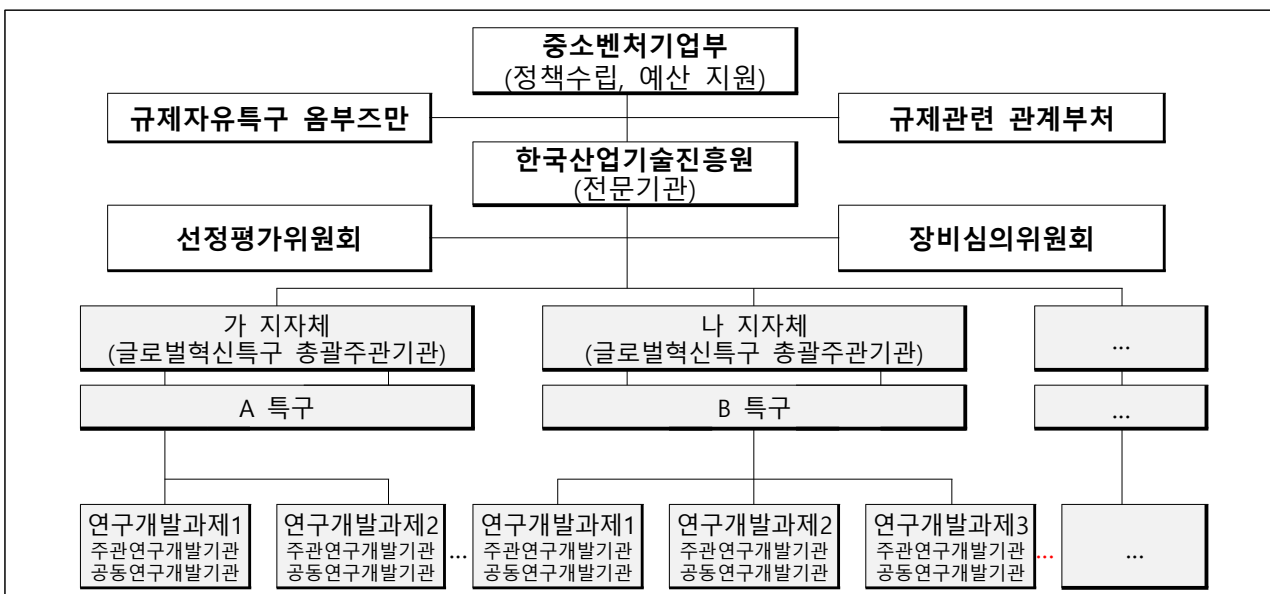 중소벤처기업부
(정책수립, 예산 지원)
규제자유특구 옴부즈만
규제관련 관계부처
한국산업기술진흥원
(전문기관)
선정평가위원회
장비심의위원회
가 지자체
(글로벌혁신특구 총괄주관기관)
나 지자체
(글로벌혁신특구 총괄주관기관)
...
A 특구
B 특구
...
연구개발과제1
주관연구개발기관
공동연구개발기관
연구개발과제2
주관연구개발기관
공동연구개발기관
...
연구개발과제1
주관연구개발기관
공동연구개발기관
연구개발과제2
주관연구개발기관
공동연구개발기관
연구개발과제3
주관연구개발기관
공동연구개발기관
...
...